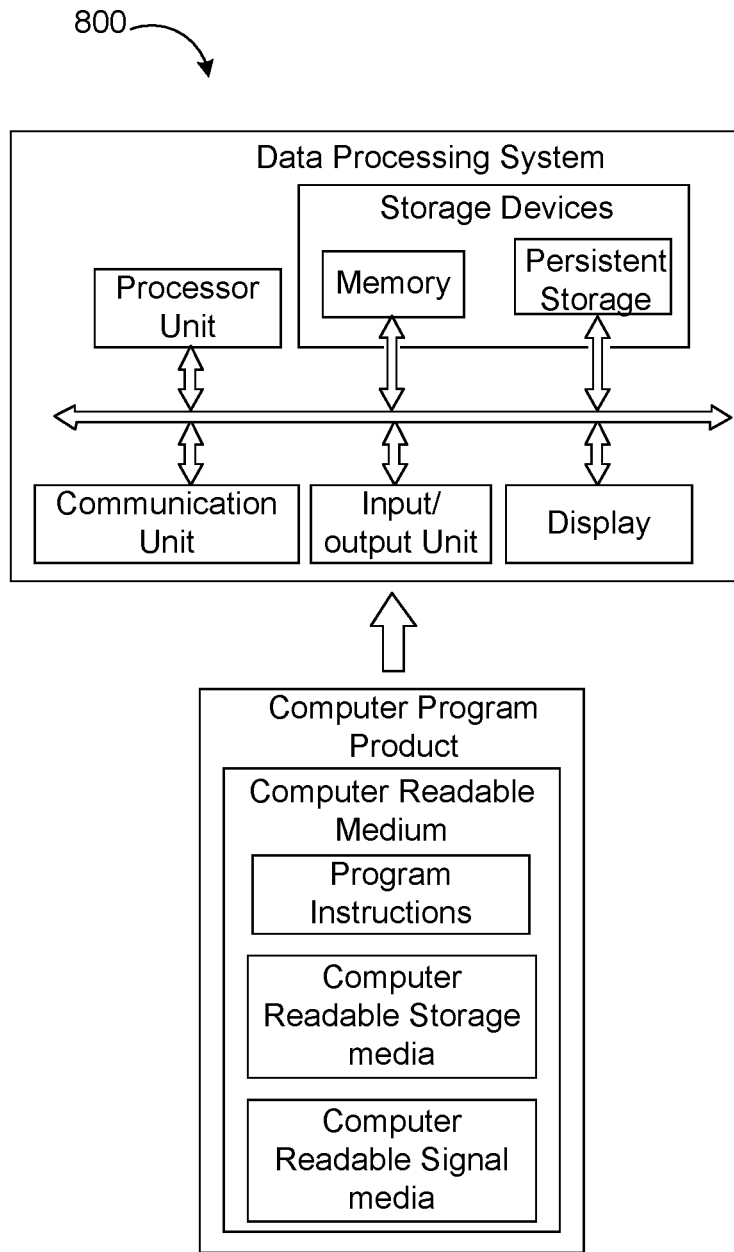 800
Data Processing System
Storage Devices
Processor
Unit
Memory
Persistent
Storage
Communication
Unit
Input/
output Unit
Display
Computer Program
Product
Computer Readable
Medium
Program
Instructions
Computer
Readable Storage
media
Computer
Readable Signal
media